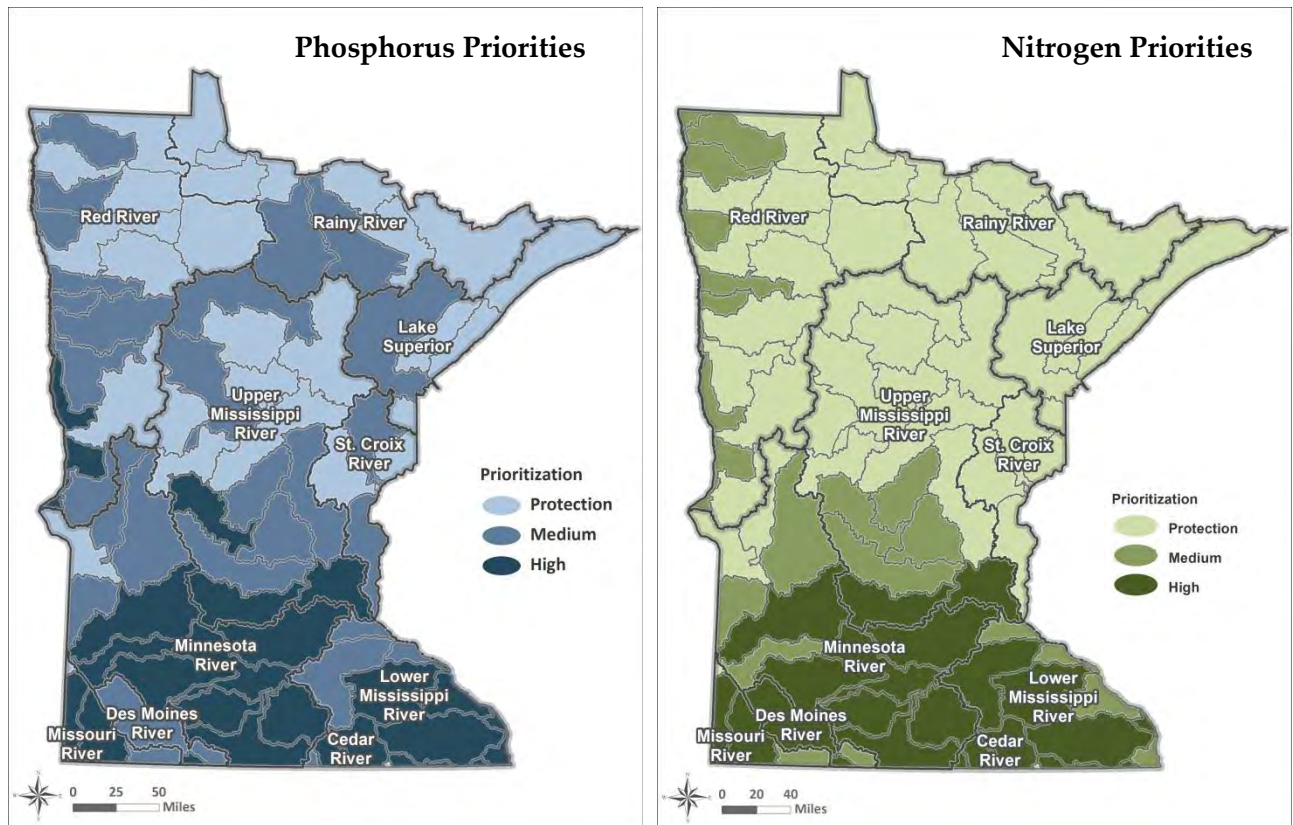 Phosphorus Priorities
Red River
Rainy River
Lake
Superior
Upper
Mississippi
River
St. Croix
River
Prioritization
Protection
Medium
High
Minnesota
River
Lower
Mississippi
River
Des Moines
River
Missouri
River
Cedar
River
0 25 50
Miles
Nitrogen Priorities
Red River
Rainy River
Lake
Superior
Upper
Mississippi
River
St. Croix
River
Prioritization
Protection
Medium
High
Minnesota
River
Lower
Mississippi
River
Des Moines
River
Missouri
River
Cedar
River
0 20 40
Miles